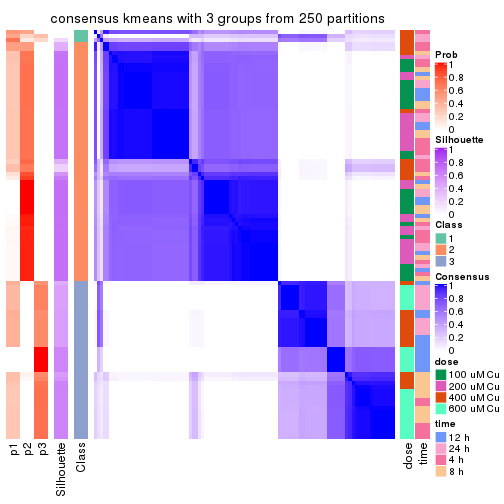 consensus kmeans with 3 groups from 250 partitions
Prob
1
0.8
0.6
0.4
0.2
0
Silhouette
1
0.8
0.6
0.4
0.2
0
Class
1
2
3
Consensus
1
0.8
0.6
0.4
0.2
0
dose
100 uM Cu
200 uM Cu
400 uM Cu
600 uM Cu
time
12 h
24 h
4 h
8 h
p1
p2
p3
Silhouette
Class
dose
time